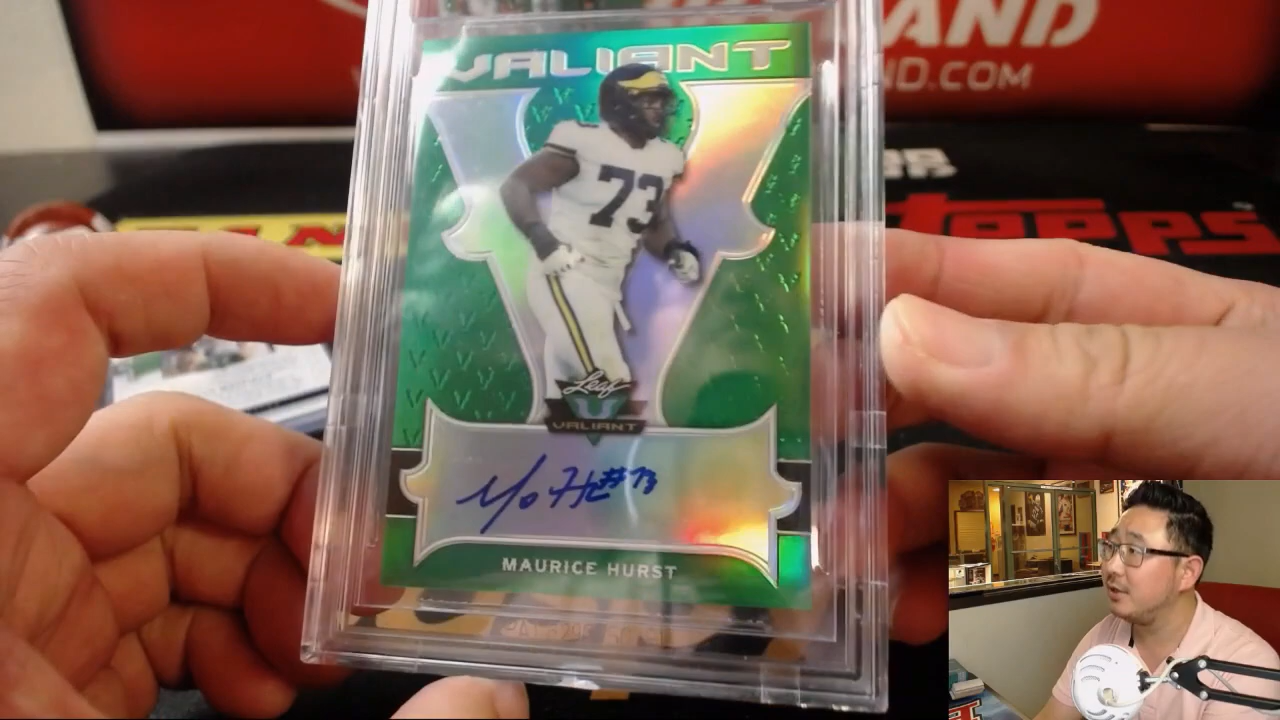 VALIANT
AND
ND.COM
73
TOPPS
Leaf
VALIANT
Mo H #73
MAURICE HURST